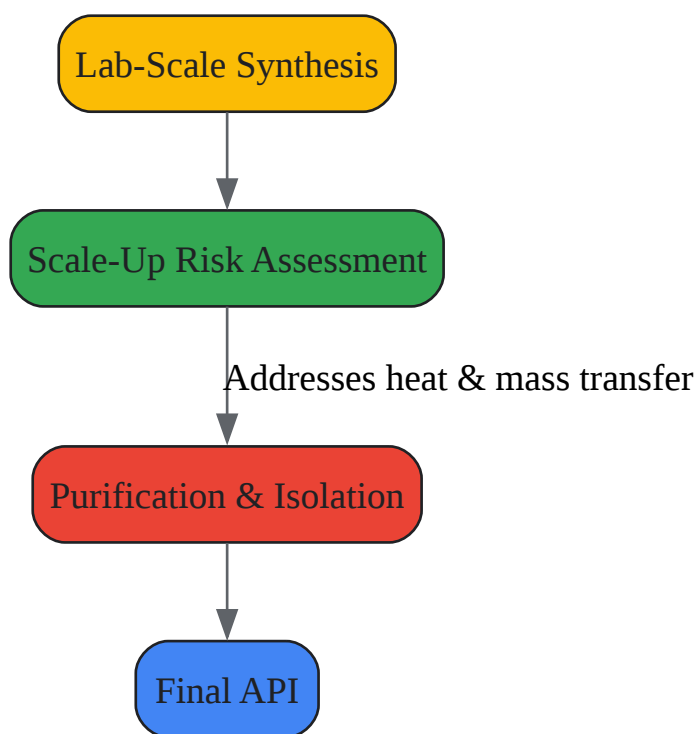 Lab-Scale Synthesis
Scale-Up Risk Assessment
Addresses heat & mass transfer
Purification & Isolation
Final API